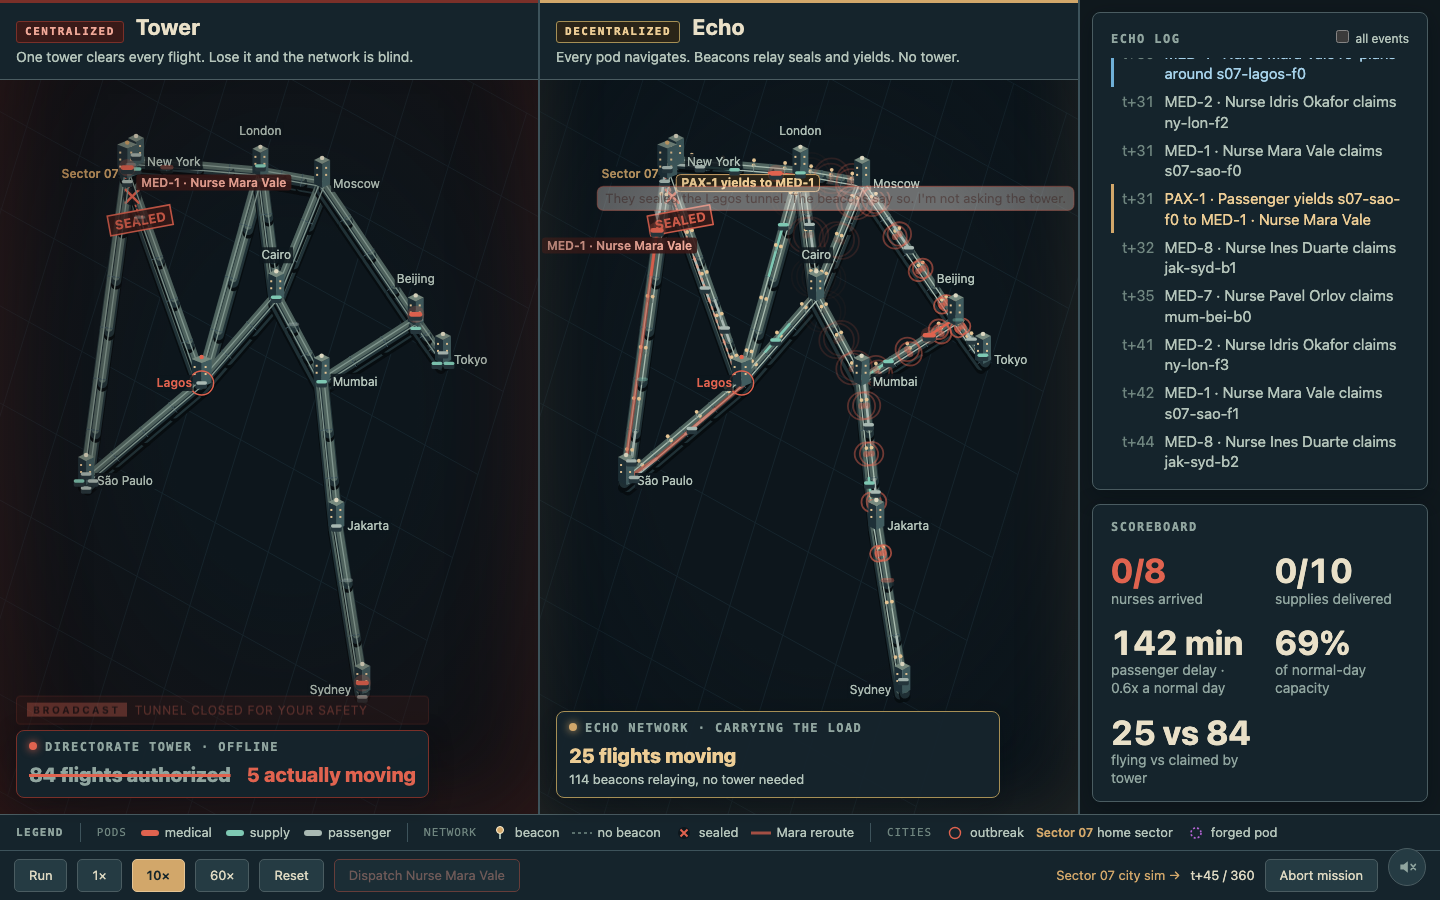 CENTRALIZED Tower
One tower clears every flight. Lose it and the network is blind.
London
New York
Sector 07
MED-1 · Nurse Mara Vale
Moscow
SEALED
Cairo
Beijing
Tokyo
Lagos
Mumbai
São Paulo
Jakarta
Sydney
BROADCAST TUNNEL CLOSED FOR YOUR SAFETY
DIRECTORATE TOWER · OFFLINE
84 flights authorized 5 actually moving
DECENTRALIZED Echo
Every pod navigates. Beacons relay seals and yields. No tower.
London
New York
Sector 07
PAX-1 yields to MED-1
Moscow
They sealed the Lagos tunnel. The beacons say so. I'm not asking the tower.
SEALED
MED-1 · Nurse Mara Vale
Cairo
Beijing
Tokyo
Lagos
Mumbai
São Paulo
Jakarta
Sydney
ECHO NETWORK · CARRYING THE LOAD
25 flights moving
114 beacons relaying, no tower needed
ECHO LOG all events
around s07-lagos-f0
t+31 MED-2 · Nurse Idris Okafor claims
ny-lon-f2
t+31 MED-1 · Nurse Mara Vale claims
s07-sao-f0
t+31 PAX-1 · Passenger yields s07-sao-
f0 to MED-1 · Nurse Mara Vale
t+32 MED-8 · Nurse Ines Duarte claims
jak-syd-b1
t+35 MED-7 · Nurse Pavel Orlov claims
mum-bei-b0
t+41 MED-2 · Nurse Idris Okafor claims
ny-lon-f3
t+42 MED-1 · Nurse Mara Vale claims
s07-sao-f1
t+44 MED-8 · Nurse Ines Duarte claims
jak-syd-b2
SCOREBOARD
0/8
nurses arrived
0/10
supplies delivered
142 min
passenger delay ·
0.6x a normal day
69%
of normal-day
capacity
25 vs 84
flying vs claimed by
tower
LEGEND PODS medical supply passenger NETWORK beacon no beacon sealed Mara reroute CITIES outbreak Sector 07 home sector forged pod
Run 1× 10× 60× Reset Dispatch Nurse Mara Vale Sector 07 city sim → t+45 / 360 Abort mission